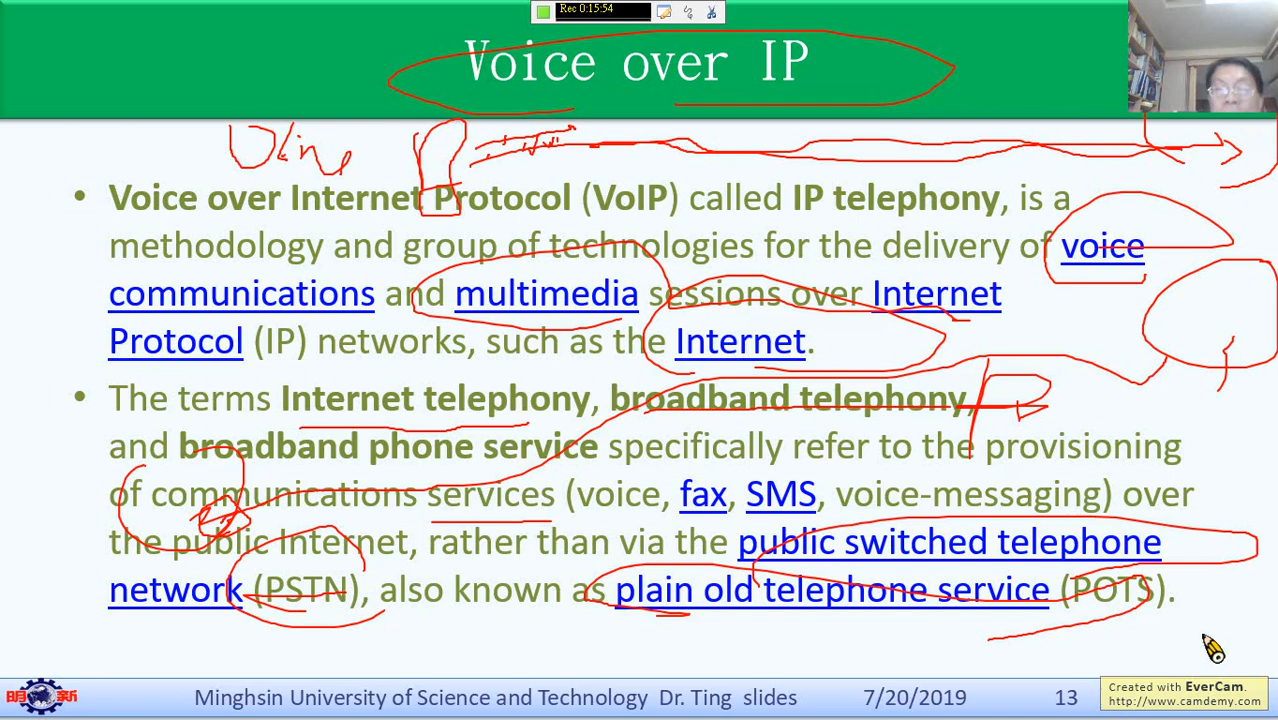 Rec 0:15:54
Voice over IP
Uline
• Voice over Internet Protocol (VoIP) called IP telephony, is a
methodology and group of technologies for the delivery of voice
communications and multimedia sessions over Internet
Protocol (IP) networks, such as the Internet.
• The terms Internet telephony, broadband telephony,
and broadband phone service specifically refer to the provisioning
of communications services (voice, fax, SMS, voice-messaging) over
the public Internet, rather than via the public switched telephone
network (PSTN), also known as plain old telephone service (POTS).
明 新
Minghsin University of Science and Technology Dr. Ting slides
7/20/2019
13
Created with EverCam.
http://www.camdemy.com